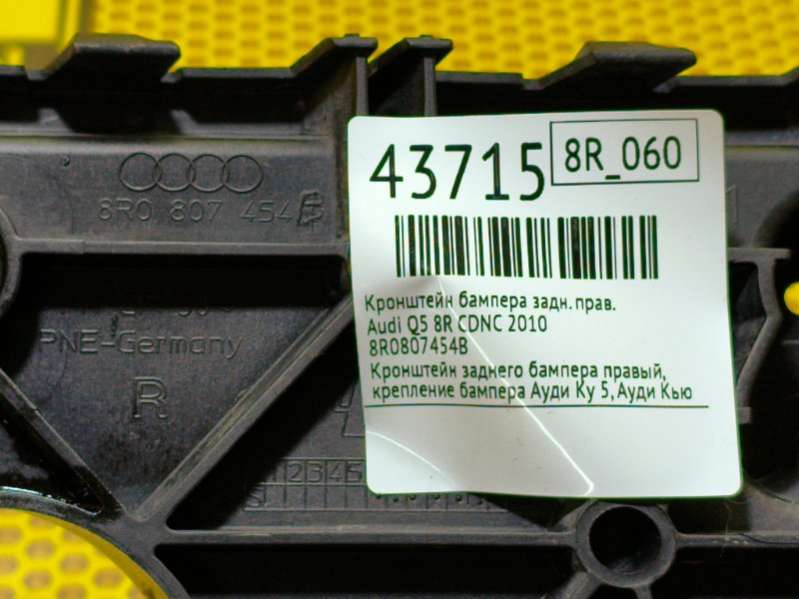 43715
8R_060
Кронштейн бампера задн. прав.
Audi Q5 8R CDNC 2010
8R0807454B
Кронштейн заднего бампера правый,
крепление бампера Ауди Ку 5, Ауди Кью
8R0 807 454
PNE-Germany
R
12345